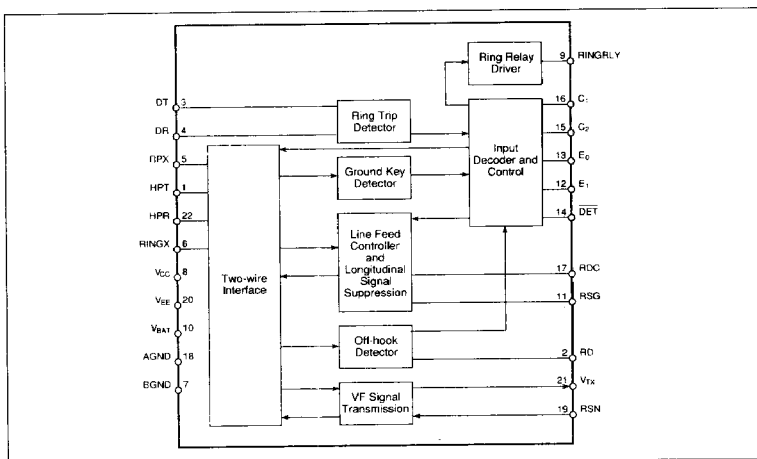 9 RINGRLY
Ring Relay
Driver
DT 3
DR 4
Ring Trip
Detector
16 C1
15 C2
Input
Decoder and
Control
13 E0
12 E1
14 DET
RPX
5
HPT
1
HPR 22
RINGX
6
VCC 8
VEE 20
VBAT
10
AGND 18
BGND 7
Two-wire
Interface
Ground Key
Detector
Line Feed
Controller
and
Longitudinal
Signal
Suppression
17 RDC
11 RSG
Off-hook
Detector
2 RD
21 VTX
VF Signal
Transmission
19 RSN